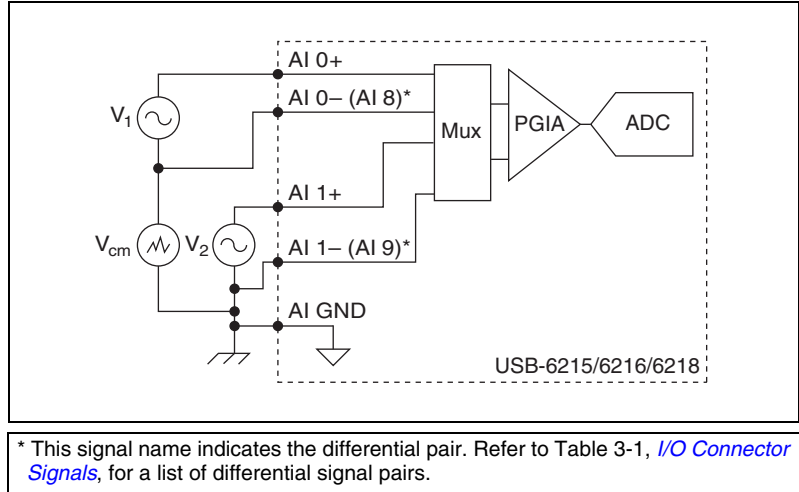 AI 0+
AI 0– (AI 8)*
V1
Mux
PGIA
ADC
AI 1+
Vcm
V2
AI 1– (AI 9)*
AI GND
USB-6215/6216/6218
* This signal name indicates the differential pair. Refer to Table 3-1, I/O Connector
Signals, for a list of differential signal pairs.